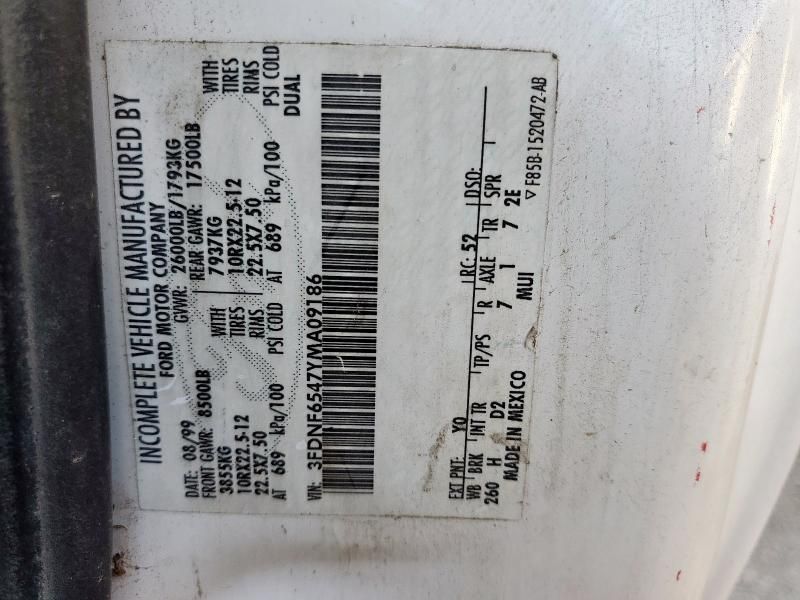 INCOMPLETE VEHICLE MANUFACTURED BY
FORD MOTOR COMPANY
DATE: 08/99 GVWR: 26000LB/1793KG
FRONT GAWR: 8500LB REAR GAWR: 17500LB
3855KG WITH 7937KG WITH
10RX22.5-12 TIRES 10RX22.5-12 TIRES
22.5X7.50 RIMS 22.5X7.50 RIMS
AT 689 kPa/100 PSI COLD AT 689 kPa/100 PSI COLD
DUAL
VIN: 3FDNF6547YMA09186
EXT PNT: YO RC: 52 DSO:
WB BRK INT TR TP/PS R AXLE TR SPR
260 H D2 7 17 2E
MADE IN MEXICO MUI
▽ F85B-1520472-AB